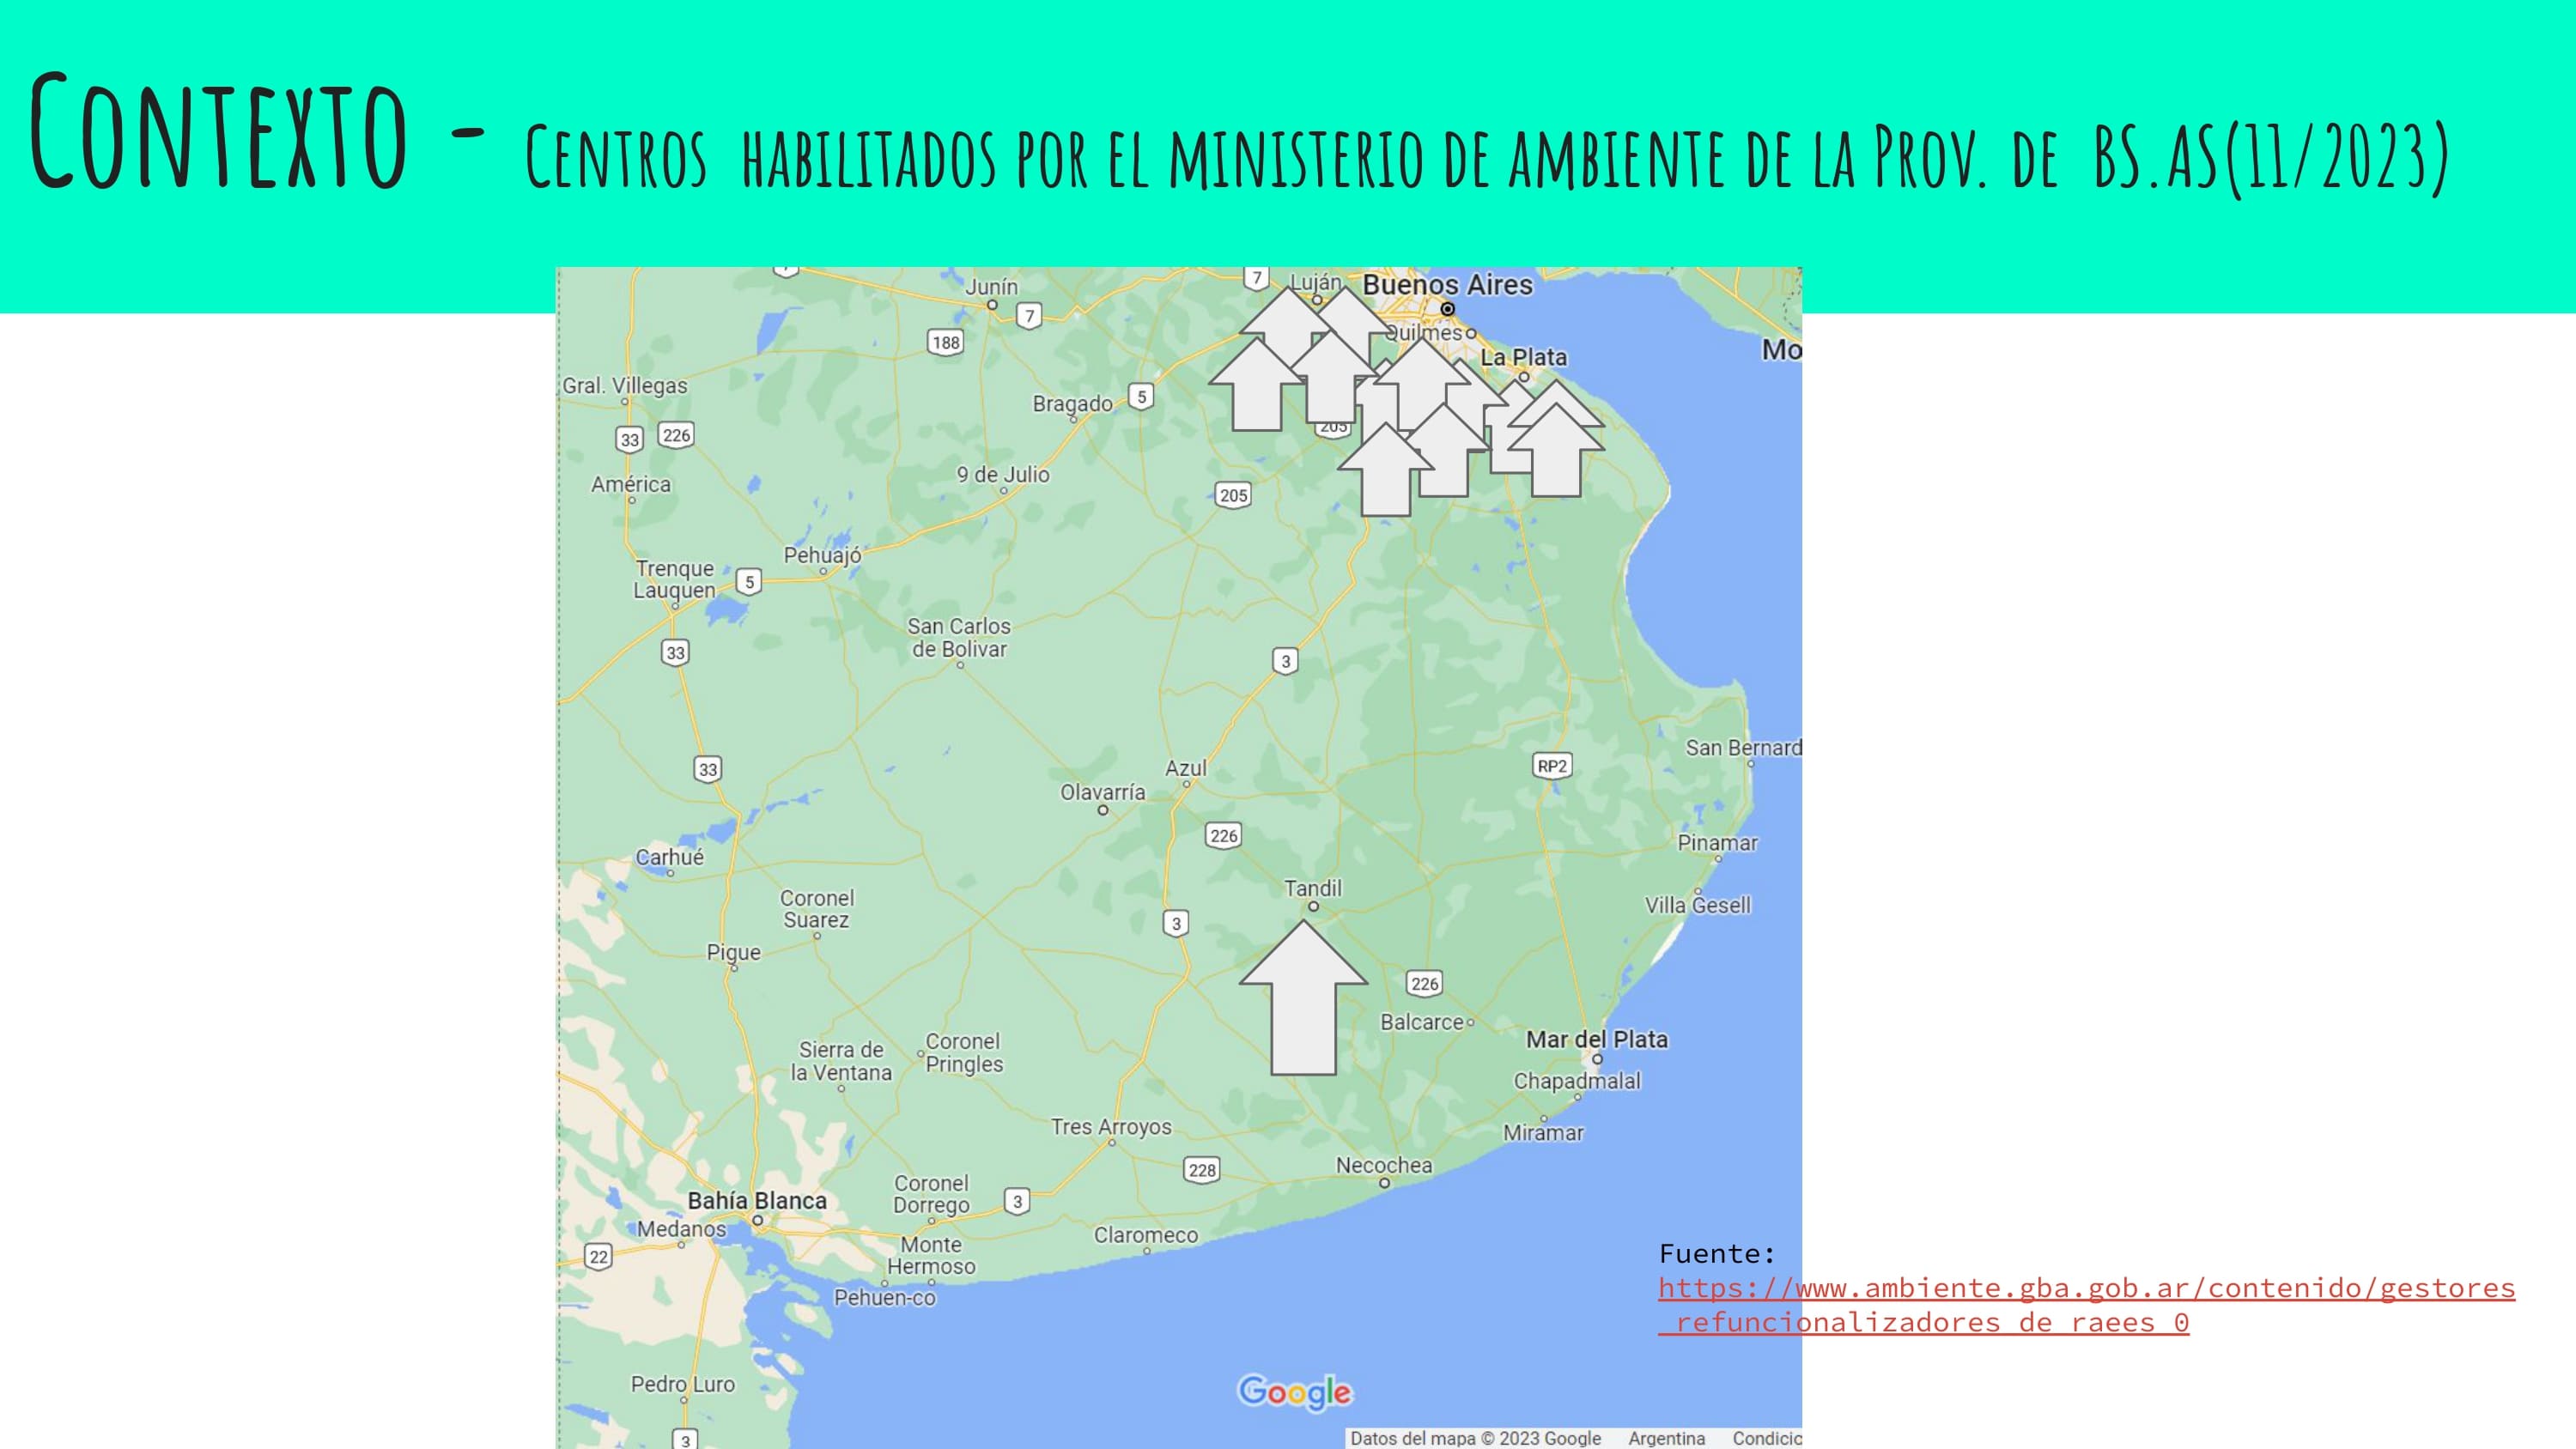 Contexto - Centros habilitados por el ministerio de ambiente de la Prov. de BS.AS(11/2023)
Junín
7
Luján
Buenos Aires
7
188
Quilmes
Mo
La Plata
Gral. Villegas
Bragado
5
33
226
205
9 de Julio
América
205
Pehuajó
Trenque
Lauquen
5
San Carlos
de Bolivar
33
3
San Bernard
33
Azul
RP2
Olavarría
226
Pinamar
Carhué
Tandil
Coronel
Suarez
Villa Gesell
3
Pigue
226
Balcarce
Mar del Plata
Sierra de
la Ventana
Coronel
Pringles
Chapadmalal
Tres Arroyos
Miramar
228
Necochea
Coronel
Dorrego
3
Bahía Blanca
Medanos
Claromeco
22
Monte
Hermoso
Pehuen-co
Fuente:
https://www.ambiente.gba.gob.ar/contenido/gestores
_refuncionalizadores_de_raees_0
Pedro Luro
Google
3
Datos del mapa © 2023 Google Argentina Condicio